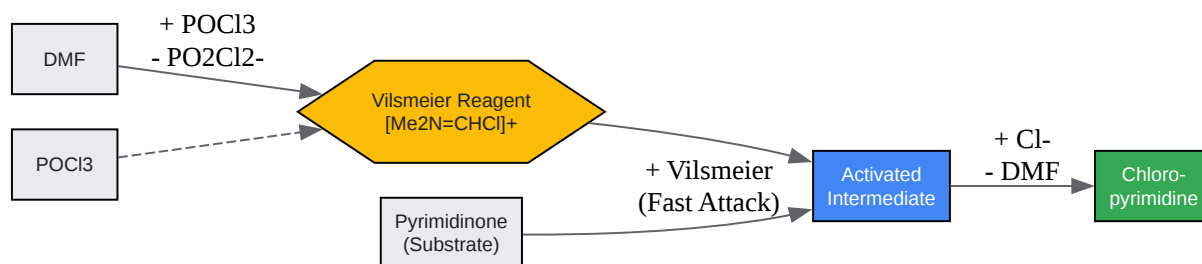 DMF
+ POCl3
- PO2Cl2-
POCl3
Vilsmeier Reagent
[Me2N=CHCl]+
Pyrimidinone
(Substrate)
+ Vilsmeier
(Fast Attack)
Activated
Intermediate
+ Cl-
- DMF
Chloro-
pyrimidine